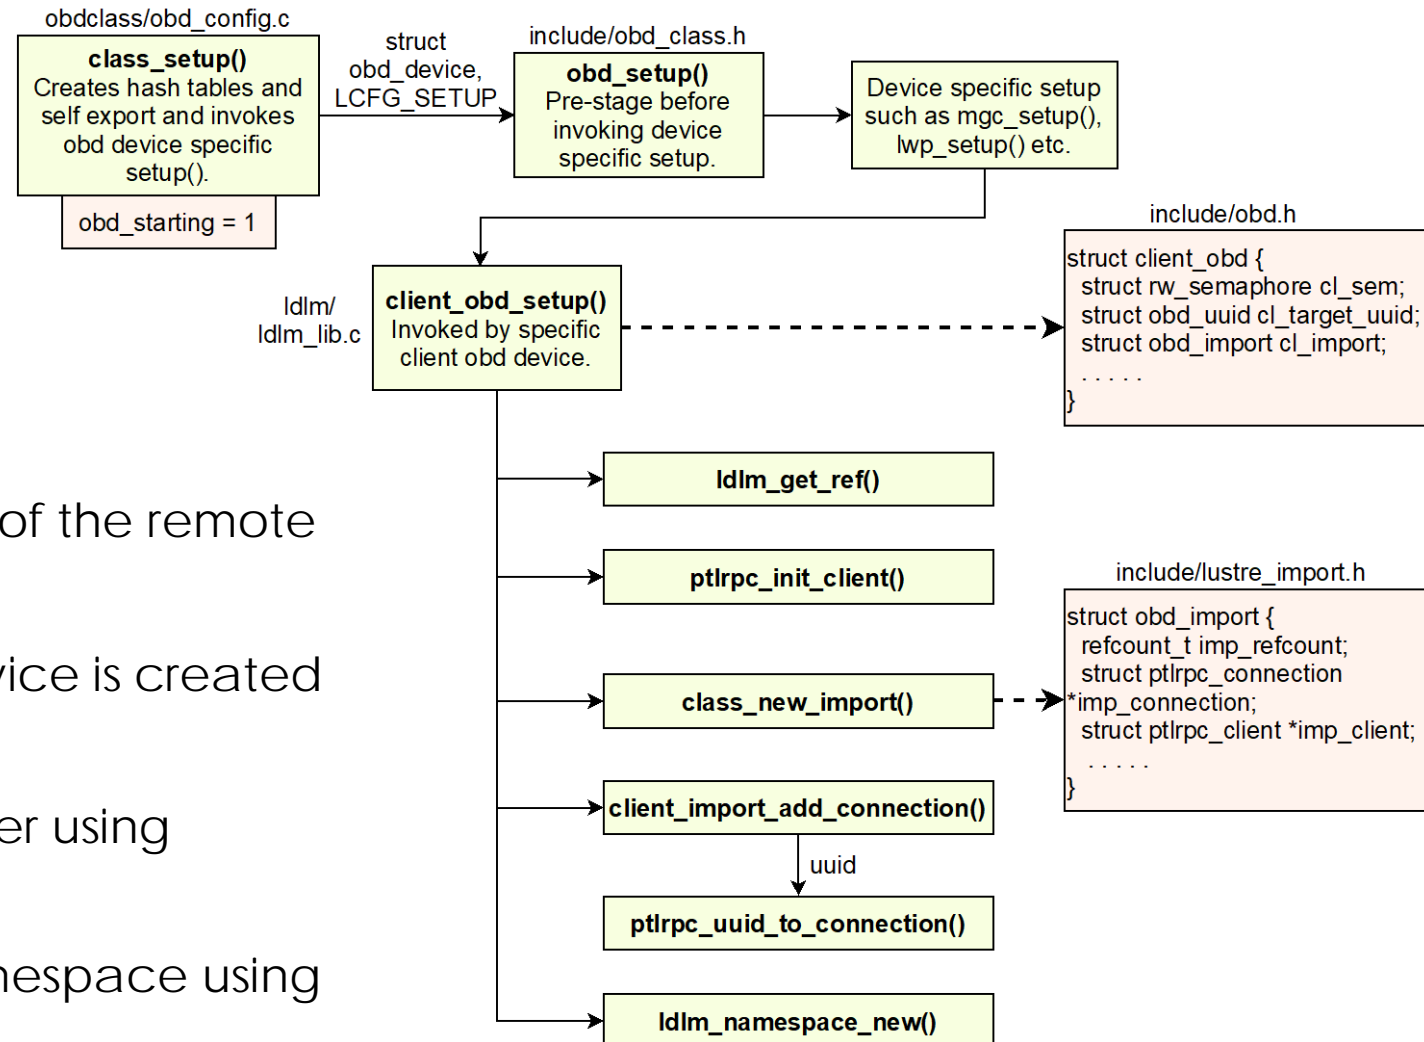 obdclass/obd_config.c
class_setup()
Creates hash tables and
self export and invokes
obd device specific
setup().
obd_starting = 1
struct
obd_device,
LCFG_SETUP
include/obd_class.h
obd_setup()
Pre-stage before
invoking device
specific setup.
Device specific setup
such as mgc_setup(),
lwp_setup() etc.
ldlm/
ldlm_lib.c
client_obd_setup()
Invoked by specific
client obd device.
include/obd.h
struct client_obd {
struct rw_semaphore cl_sem;
struct obd_uuid cl_target_uuid;
struct obd_import cl_import;
. . . . .
}
of the remote
vice is created
er using
nespace using
ldlm_get_ref()
ptlrpc_init_client()
class_new_import()
client_import_add_connection()
uuid
ptlrpc_uuid_to_connection()
ldlm_namespace_new()
include/lustre_import.h
struct obd_import {
refcount_t imp_refcount;
struct ptlrpc_connection
*imp_connection;
struct ptlrpc_client *imp_client;
. . . . .
}